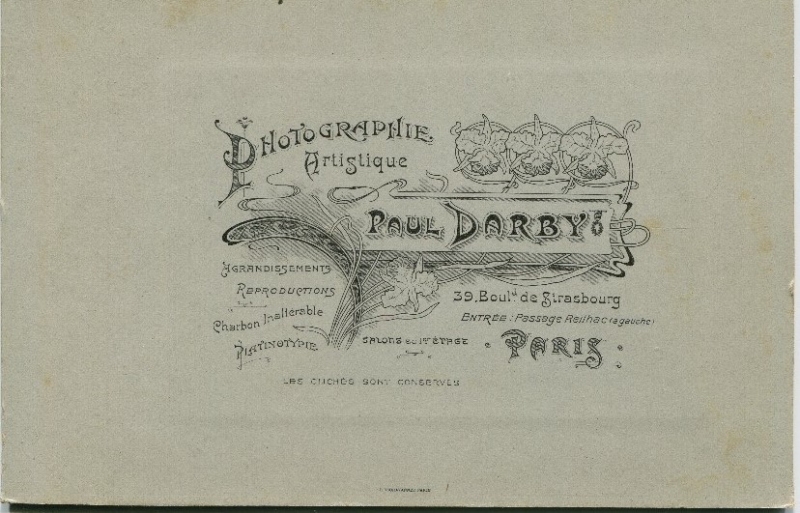 PHOTOGRAPHIE
Artistique
PAUL DARBY
AGRANDISSEMENTS
REPRODUCTIONS
Charbon Inaltérable
PLATINOTYPIE
39, Boul.d de Strasbourg
ENTRÉE: Passage Reilhac (a gauche)
SALONS au 1er ÉTAGE
PARIS
LES CLICHÉS SONT CONSERVÉS